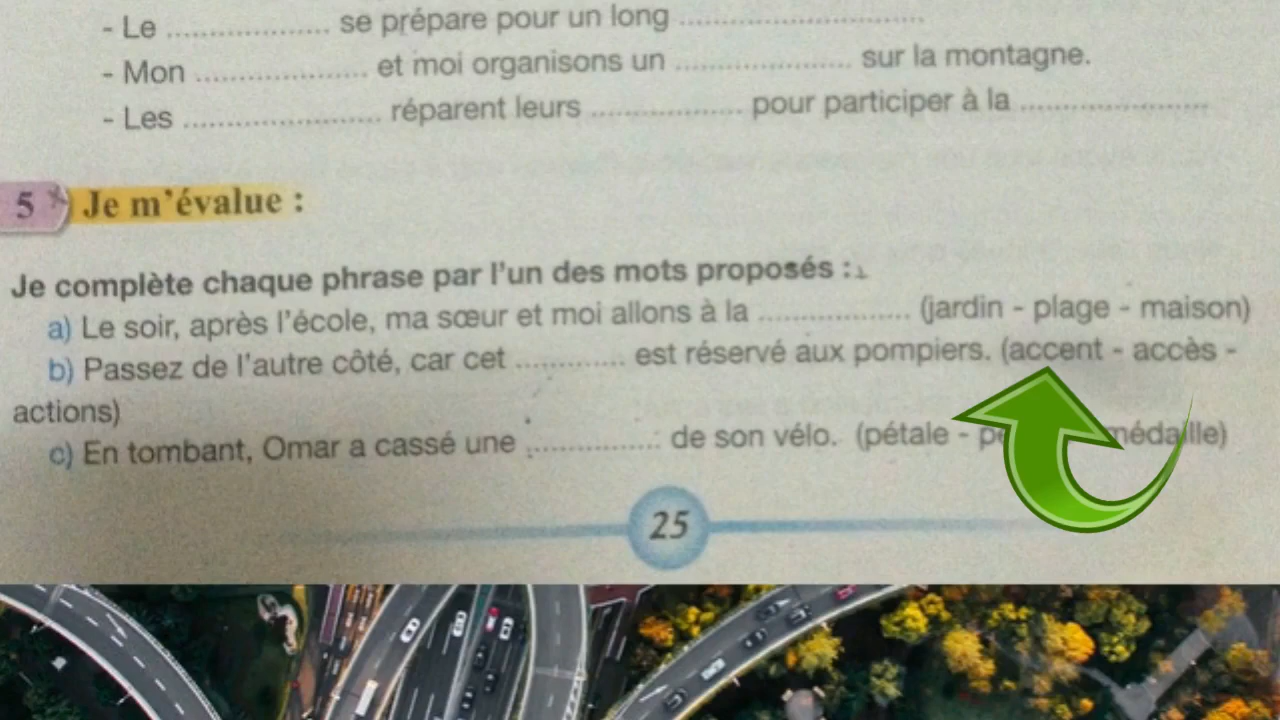 - Le .................. se prépare pour un long ............................
- Mon .................... et moi organisons un .................... sur la montagne.
- Les ...................... réparent leurs ................. pour participer à la ......................
5 Je m'évalue :
Je complète chaque phrase par l'un des mots proposés :
a) Le soir, après l'école, ma sœur et moi allons à la ................. (jardin - plage - maison)
b) Passez de l'autre côté, car cet ............ est réservé aux pompiers. (accent - accès -
actions)
c) En tombant, Omar a cassé une ............... de son vélo. (pétale - médaille)
25